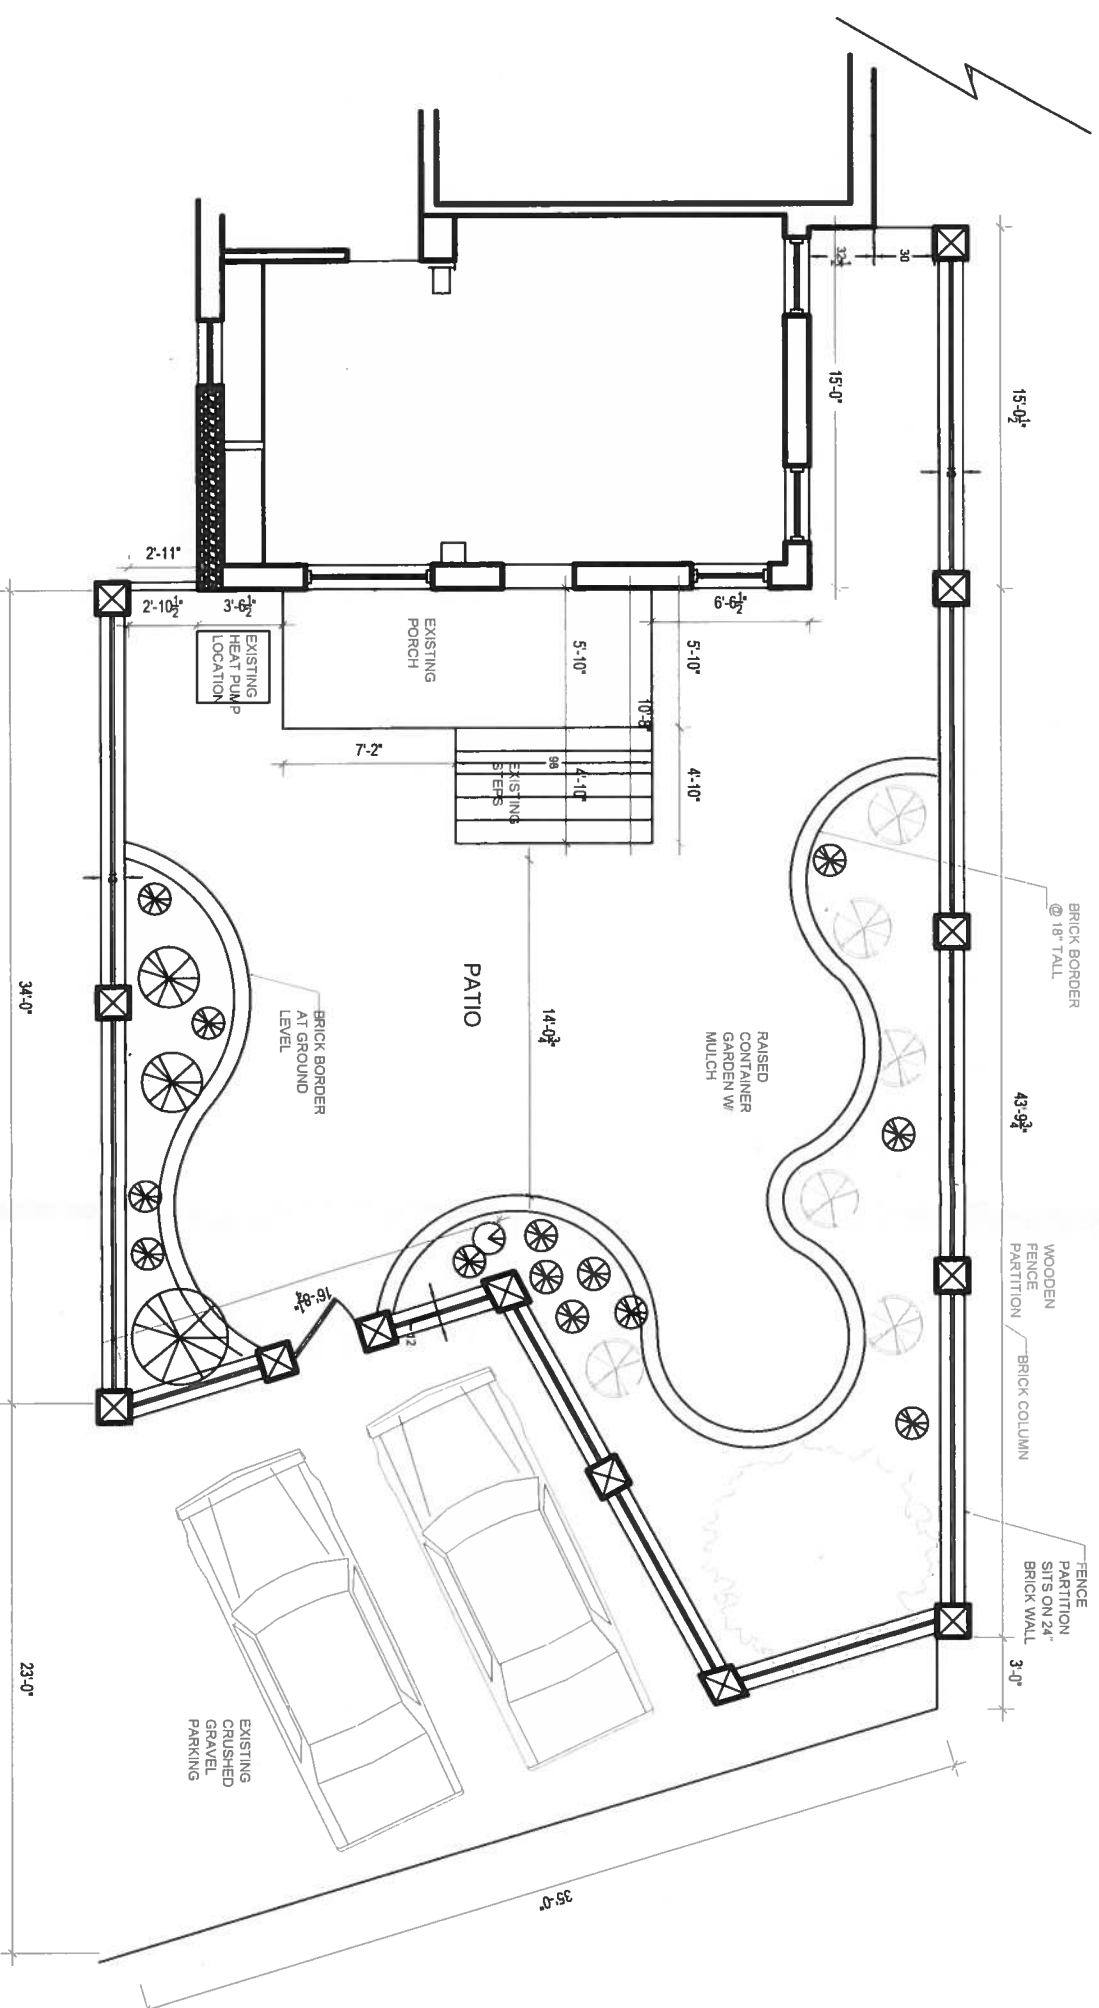 15'-0½"
30
32
15'-0"
2'-11"
2'-10½"
3'-6½"
6'-6½"
EXISTING
HEAT PUMP
LOCATION
EXISTING
PORCH
5'-10"
5'-10"
10'-8"
7'-2"
EXISTING
STEPS
98
4'-10"
4'-10"
BRICK BORDER
@ 18" TALL
PATIO
14'-0¾"
RAISED
CONTAINER
GARDEN W/
MULCH
BRICK BORDER
AT GROUND
LEVEL
34'-0"
43'-9¾"
WOODEN
FENCE
PARTITION
BRICK COLUMN
16'-8¼"
72
FENCE
PARTITION
SITS ON 24"
BRICK WALL
3'-0"
EXISTING
CRUSHED
GRAVEL
PARKING
23'-0"
35'-0"